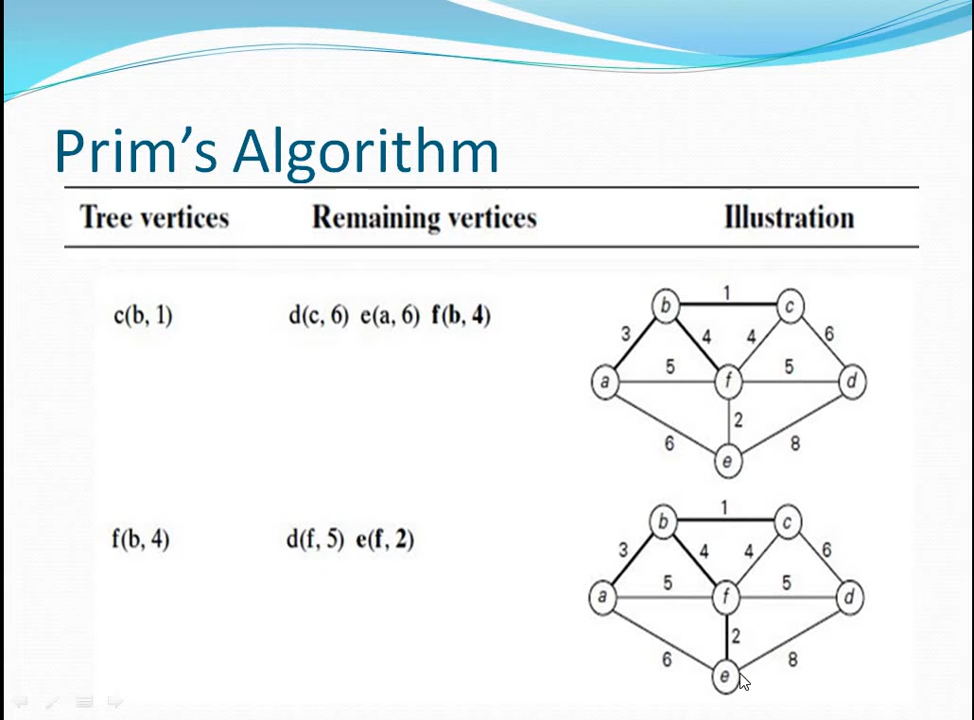 Prim’s Algorithm
Tree vertices Remaining vertices Illustration
c(b, 1) d(c, 6) e(a, 6) f(b, 4)
1
b c
3 4 4 6
5 5
a f d
2
6 8
e
f(b, 4) d(f, 5) e(f, 2)
1
b c
3 4 4 6
5 5
a f d
2
6 8
e